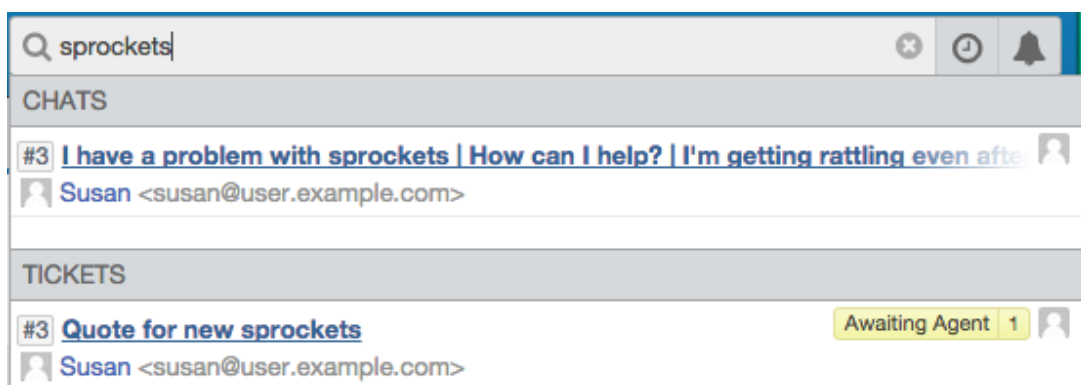 sprockets
CHATS
#3 I have a problem with sprockets | How can I help? | I'm getting rattling even after
Susan <susan@user.example.com>
TICKETS
#3 Quote for new sprockets Awaiting Agent 1
Susan <susan@user.example.com>